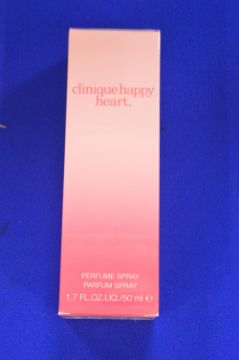 clinique happy
heart.
PERFUME SPRAY
PARFUM SPRAY
1.7 FL.OZ.LIQ./50 ml ℮